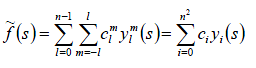 f̃(s) = ∑_{l=0}^{n-1} ∑_{m=-l}^{l} c_l^m y_l^m(s) = ∑_{i=0}^{n^2} c_i y_i(s)